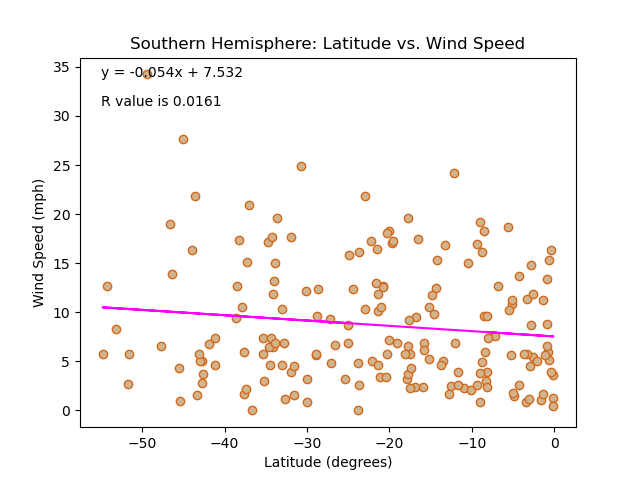 Southern Hemisphere: Latitude vs. Wind Speed
y = -0.054x + 7.532
R value is 0.0161
35
30
25
20
15
10
5
0
Wind Speed (mph)
−50 −40 −30 −20 −10 0
Latitude (degrees)